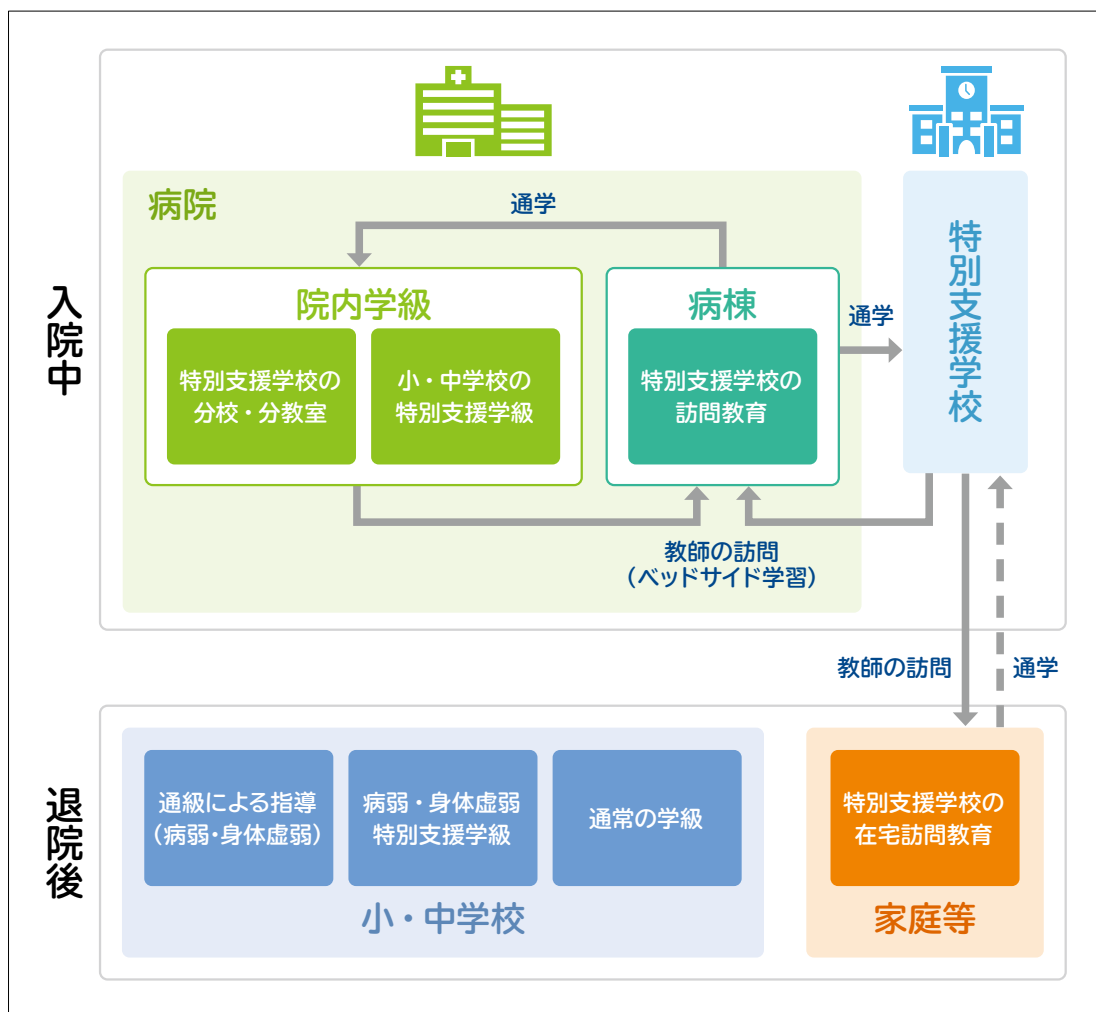 入院中
病院
通学
院内学級
特別支援学校の
分校・分教室
小・中学校の
特別支援学級
病棟
特別支援学校の
訪問教育
通学
特別支援学校
教師の訪問
（ベッドサイド学習）
教師の訪問
通学
退院後
通級による指導
（病弱・身体虚弱）
病弱・身体虚弱
特別支援学級
通常の学級
小・中学校
特別支援学校の
在宅訪問教育
家庭等